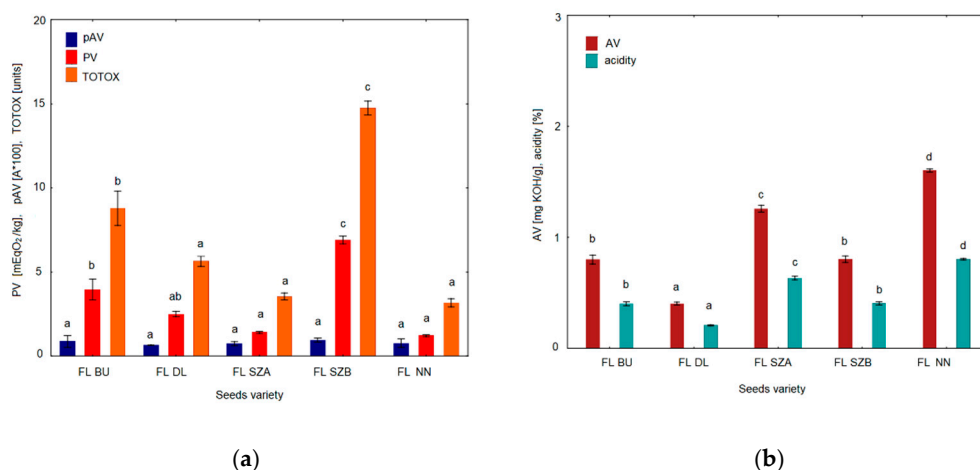 20
15
10
5
0
PV [mEqO₂/kg], pAV [A*100], TOTOX [units]
pAV
PV
TOTOX
a b b
a ab a
a a a
a c c
a a a
FL BU FL DL FL SZA FL SZB FL NN
Seeds variety
(a)
3
2
1
0
AV [mg KOH/g], acidity [%]
AV
acidity
b b
a a
c c
b b
d d
FL BU FL DL FL SZA FL SZB FL NN
Seeds variety
(b)